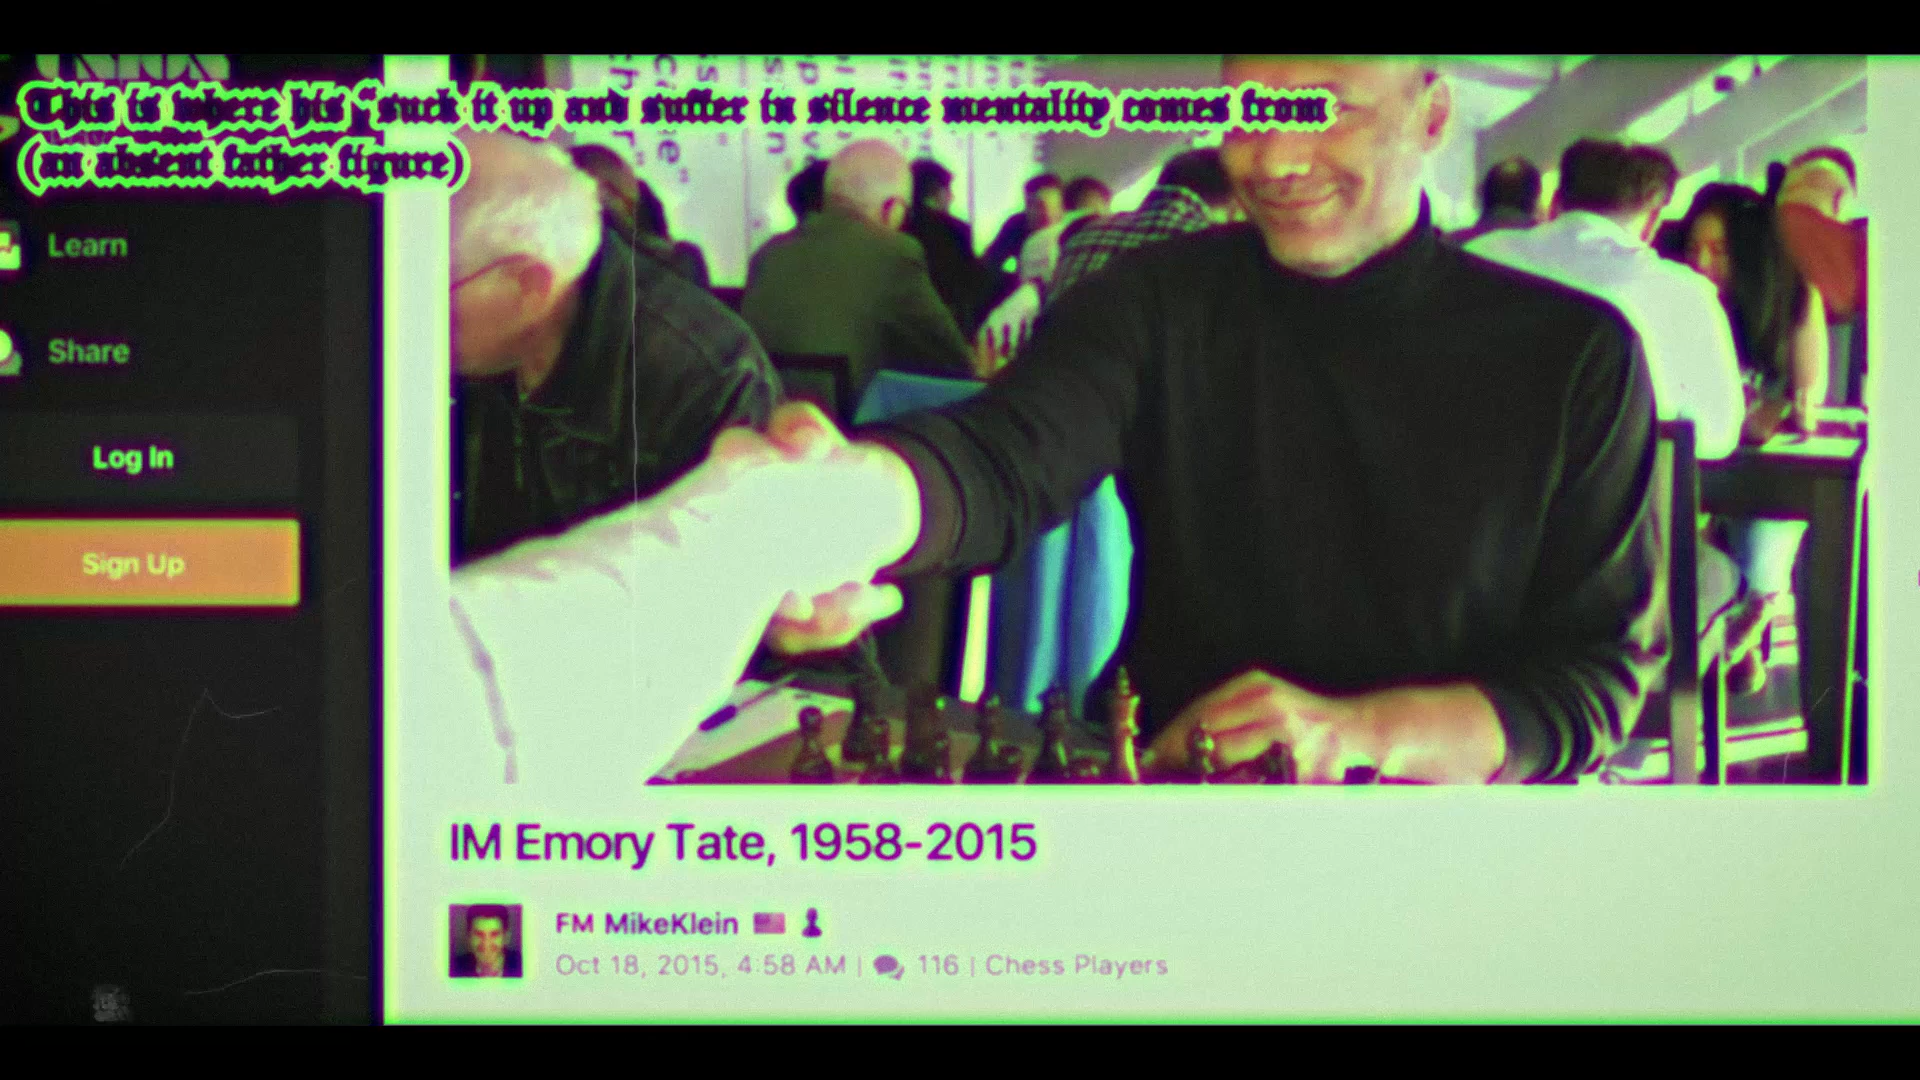 This is where his “suck it up and suffer in silence mentality comes from
(an absent father figure)
Learn
Share
Log In
Sign Up
IM Emory Tate, 1958-2015
FM MikeKlein
Oct 18, 2015, 4:58 AM | 116 | Chess Players